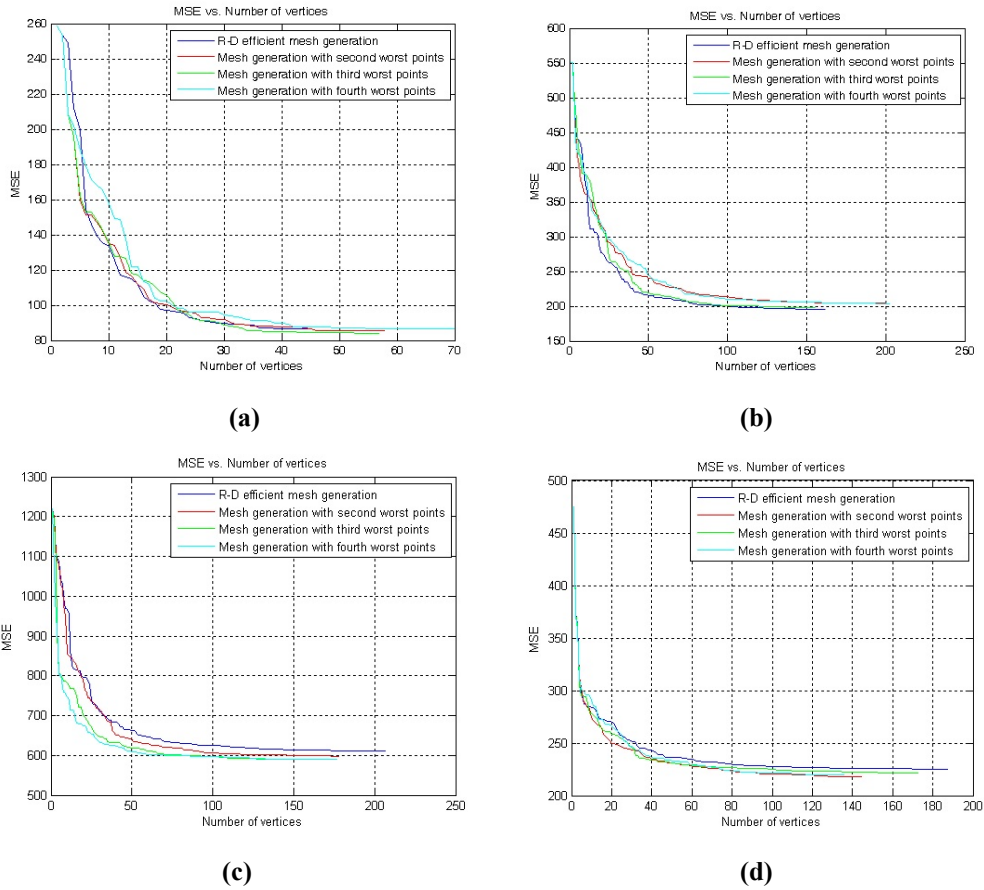 MSE vs. Number of vertices
260
240
220
200
180
160
140
120
100
80
MSE
R-D efficient mesh generation
Mesh generation with second worst points
Mesh generation with third worst points
Mesh generation with fourth worst points
0 10 20 30 40 50 60 70
Number of vertices
(a)
MSE vs. Number of vertices
600
550
500
450
400
350
300
250
200
150
MSE
R-D efficient mesh generation
Mesh generation with second worst points
Mesh generation with third worst points
Mesh generation with fourth worst points
0 50 100 150 200 250
Number of vertices
(b)
MSE vs. Number of vertices
1300
1200
1100
1000
900
800
700
600
500
MSE
R-D efficient mesh generation
Mesh generation with second worst points
Mesh generation with third worst points
Mesh generation with fourth worst points
0 50 100 150 200 250
Number of vertices
(c)
MSE vs. Number of vertices
500
450
400
350
300
250
200
MSE
R-D efficient mesh generation
Mesh generation with second worst points
Mesh generation with third worst points
Mesh generation with fourth worst points
0 20 40 60 80 100 120 140 160 180 200
Number of vertices
(d)